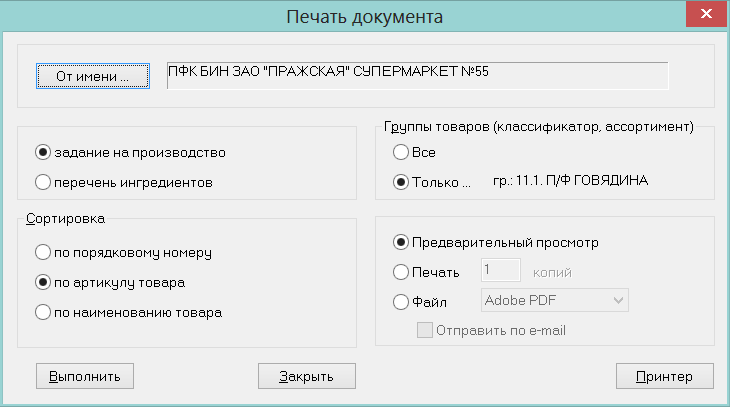 Печать документа
От имени ...
ПФК БИН ЗАО "ПРАЖСКАЯ" СУПЕРМАРКЕТ №55
задание на производство
перечень ингредиентов
Группы товаров (классификатор, ассортимент)
Все
Только ... гр.: 11.1. П/Ф ГОВЯДИНА
Сортировка
по порядковому номеру
по артикулу товара
по наименованию товара
Предварительный просмотр
Печать 1 копий
Файл Adobe PDF
Отправить по e-mail
Выполнить
Закрыть
Принтер